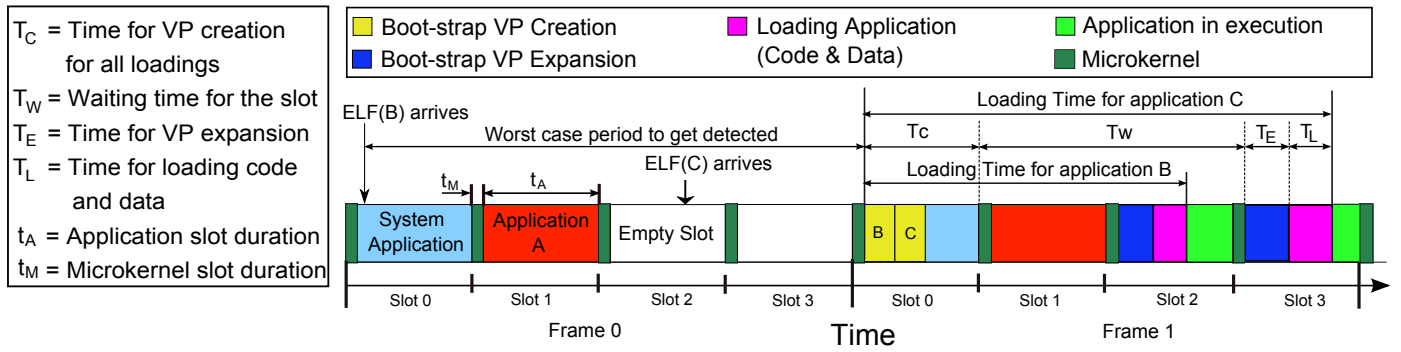 T_C = Time for VP creation
for all loadings
T_W = Waiting time for the slot
T_E = Time for VP expansion
T_L = Time for loading code
and data
t_A = Application slot duration
t_M = Microkernel slot duration
Boot-strap VP Creation
Boot-strap VP Expansion
Loading Application
(Code & Data)
Application in execution
Microkernel
ELF(B) arrives
Worst case period to get detected
ELF(C) arrives
Loading Time for application C
Tc
Tw
T_E
T_L
Loading Time for application B
t_M
t_A
System
Application
Application
A
Empty Slot
B
C
Slot 0
Slot 1
Slot 2
Slot 3
Slot 0
Slot 1
Slot 2
Slot 3
Frame 0
Time
Frame 1